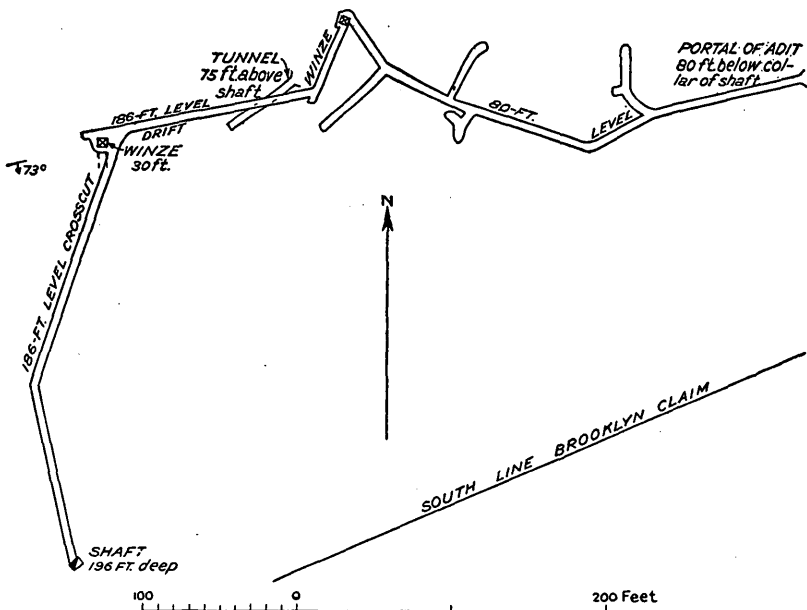 TUNNEL
75 ft. above
shaft
WINZE
PORTAL OF ADIT
80 ft. below col-
lar of shaft
186-FT. LEVEL
DRIFT
80-FT.
LEVEL
WINZE
30 ft.
73°
186-FT. LEVEL CROSSCUT
N
SOUTH LINE BROOKLYN CLAIM
SHAFT
196 FT. deep
100 0 200 Feet